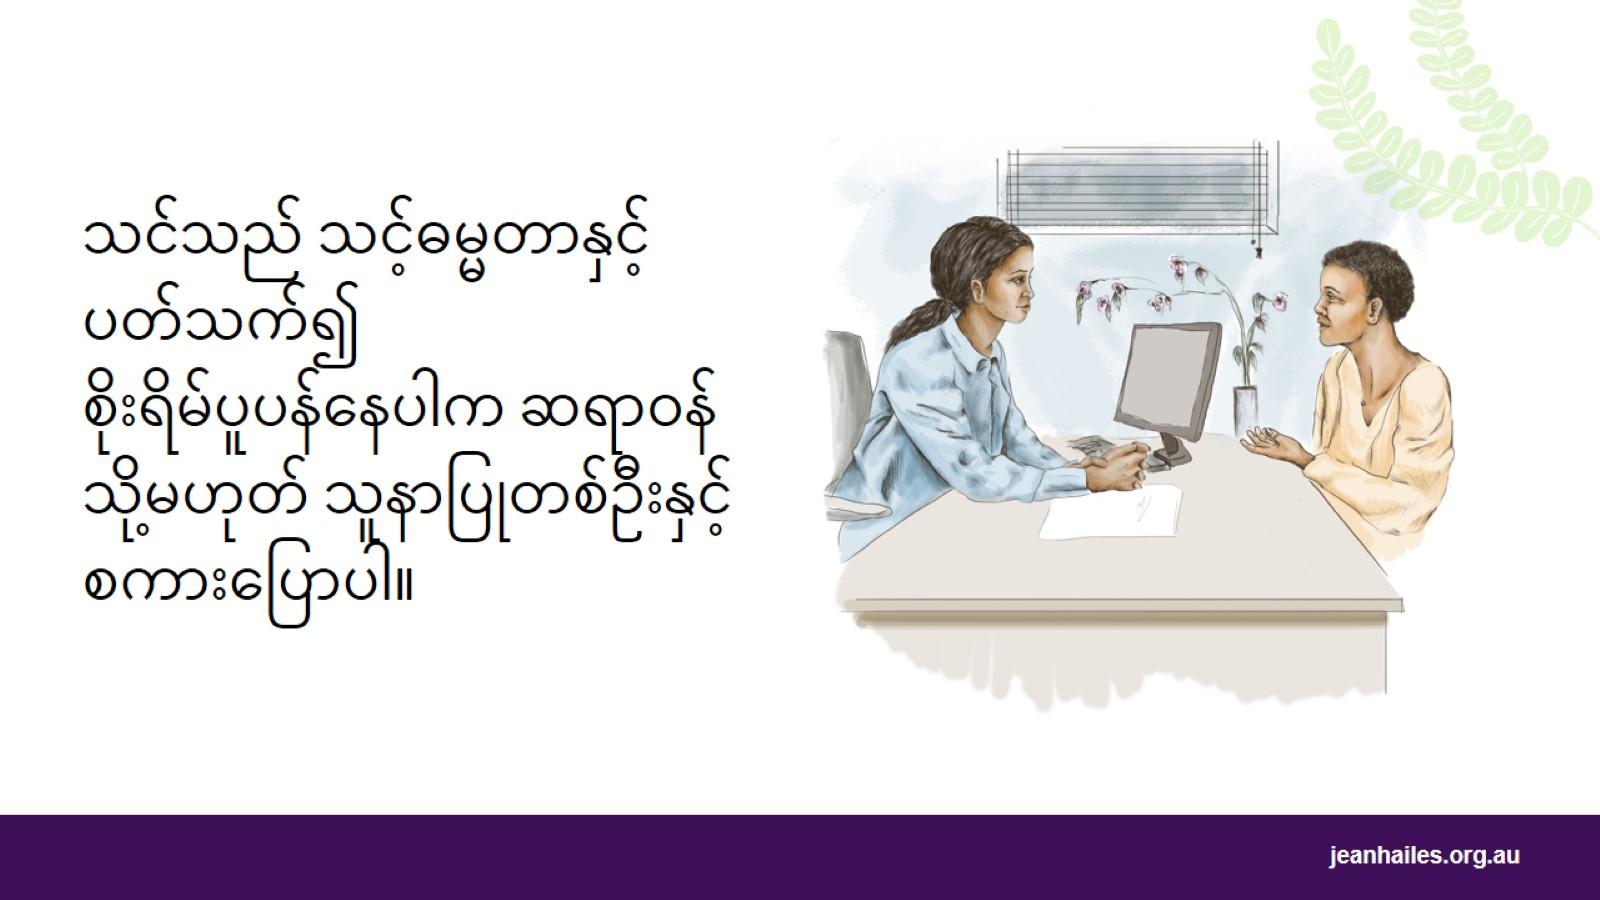 သင်သည် သင့်ဓမ္မတာနှင့်
ပတ်သက်၍
စိုးရိမ်ပူပန်နေပါက ဆရာဝန်
သို့မဟုတ် သူနာပြုတစ်ဦးနှင့်
စကားပြောပါ။
jeanhailes.org.au